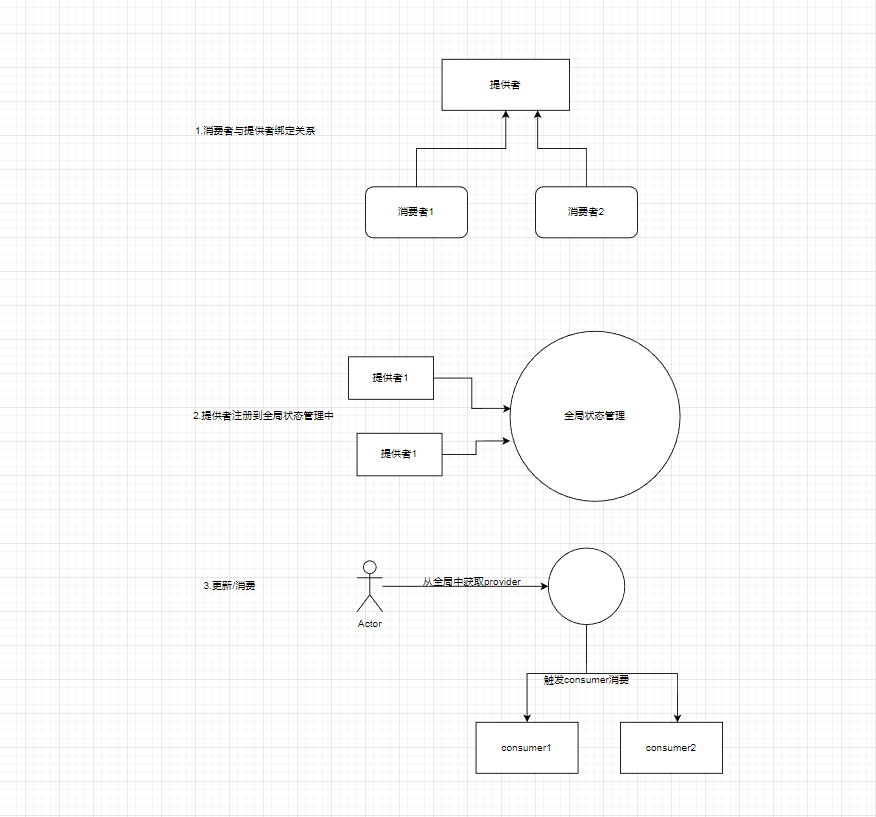 提供者
1.消费者与提供者绑定关系
消费者1
消费者2
提供者1
2.提供者注册到全局状态管理中
全局状态管理
提供者1
3.更新/消费
从全局中获取provider
Actor
触发consumer消费
consumer1
consumer2